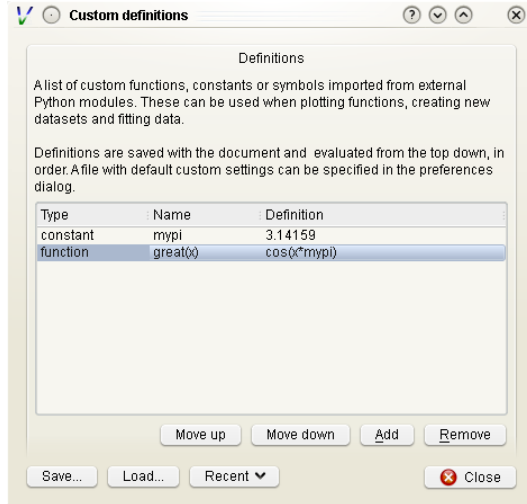 Custom definitions
Definitions
A list of custom functions, constants or symbols imported from external
Python modules. These can be used when plotting functions, creating new
datasets and fitting data.
Definitions are saved with the document and evaluated from the top down, in
order. A file with default custom settings can be specified in the preferences
dialog.
Type Name Definition
constant mypi 3.14159
function great(x) cos(x*mypi)
Move up Move down Add Remove
Save... Load... Recent Close